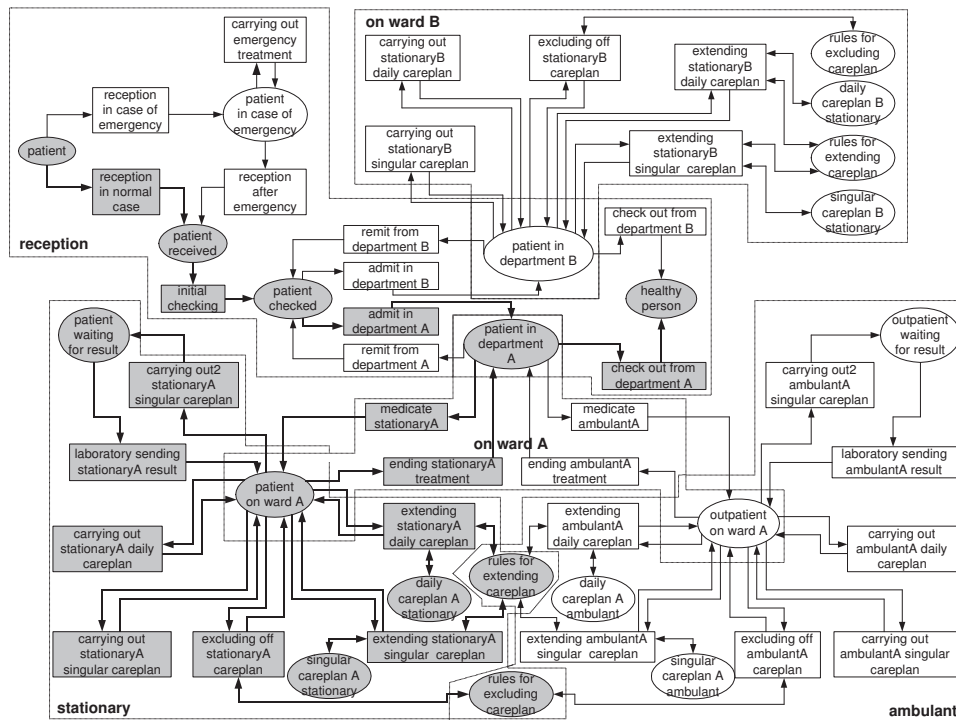 carrying out
emergency
treatment
on ward B
carrying out
stationaryB
daily careplan
excluding off
stationaryB
careplan
extending
stationaryB
daily careplan
rules for
excluding
careplan
reception
in case of
emergency
patient
in case of
emergency
daily
careplan B
stationary
patient
carrying out
stationaryB
singular careplan
extending
stationaryB
singular careplan
rules for
extending
careplan
reception
in normal
case
reception
after
emergency
singular
careplan B
stationary
reception
patient
received
remit from
department B
patient in
department B
check out from
department B
initial
checking
patient
checked
admit in
department B
healthy
person
admit in
department A
patient
waiting
for result
patient in
department
A
outpatient
waiting
for result
remit from
department A
check out from
department A
carrying out2
stationaryA
singular careplan
carrying out2
ambulantA
singular careplan
medicate
stationaryA
medicate
ambulantA
on ward A
laboratory sending
stationaryA result
ending stationaryA
treatment
ending ambulantA
treatment
laboratory sending
ambulantA result
patient
on ward A
extending
stationaryA
daily careplan
extending
ambulantA
daily careplan
outpatient
on ward A
carrying out
stationaryA daily
careplan
carrying out
ambulantA daily
careplan
rules for
extending
careplan
daily
careplan A
stationary
daily
careplan A
ambulant
carrying out
stationaryA
singular careplan
excluding off
stationaryA
careplan
singular
careplan A
stationary
extending stationaryA
singular careplan
extending ambulantA
singular careplan
singular
careplan A
ambulant
excluding off
ambulantA
careplan
carrying out
ambulantA singular
careplan
rules for
excluding
careplan
stationary
ambulant